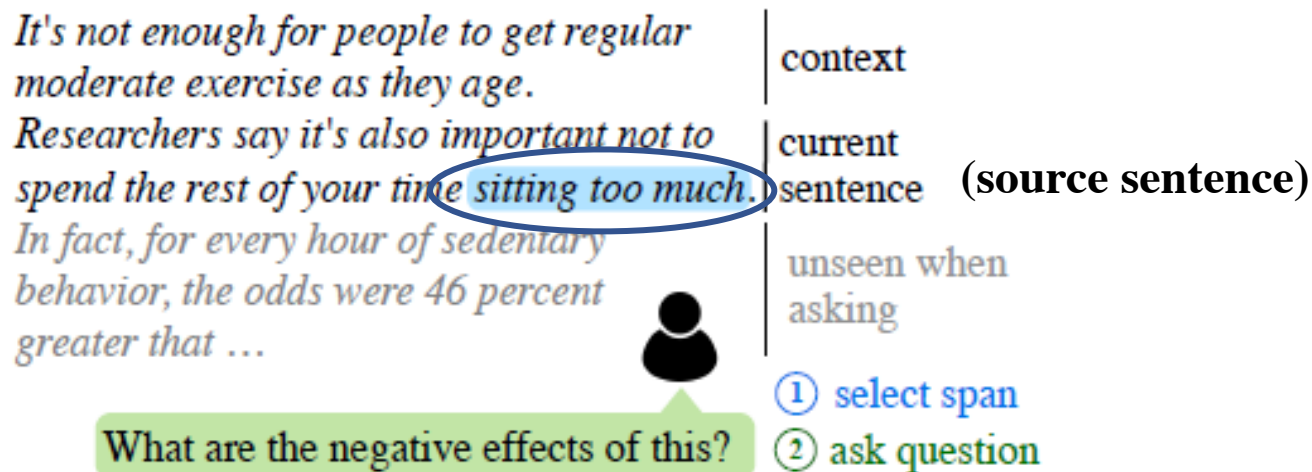 It's not enough for people to get regular
moderate exercise as they age.
context
Researchers say it's also important not to
spend the rest of your time sitting too much.
current
sentence
(source sentence)
In fact, for every hour of sedentary
behavior, the odds were 46 percent
greater that …
unseen when
asking
1 select span
What are the negative effects of this?
2 ask question